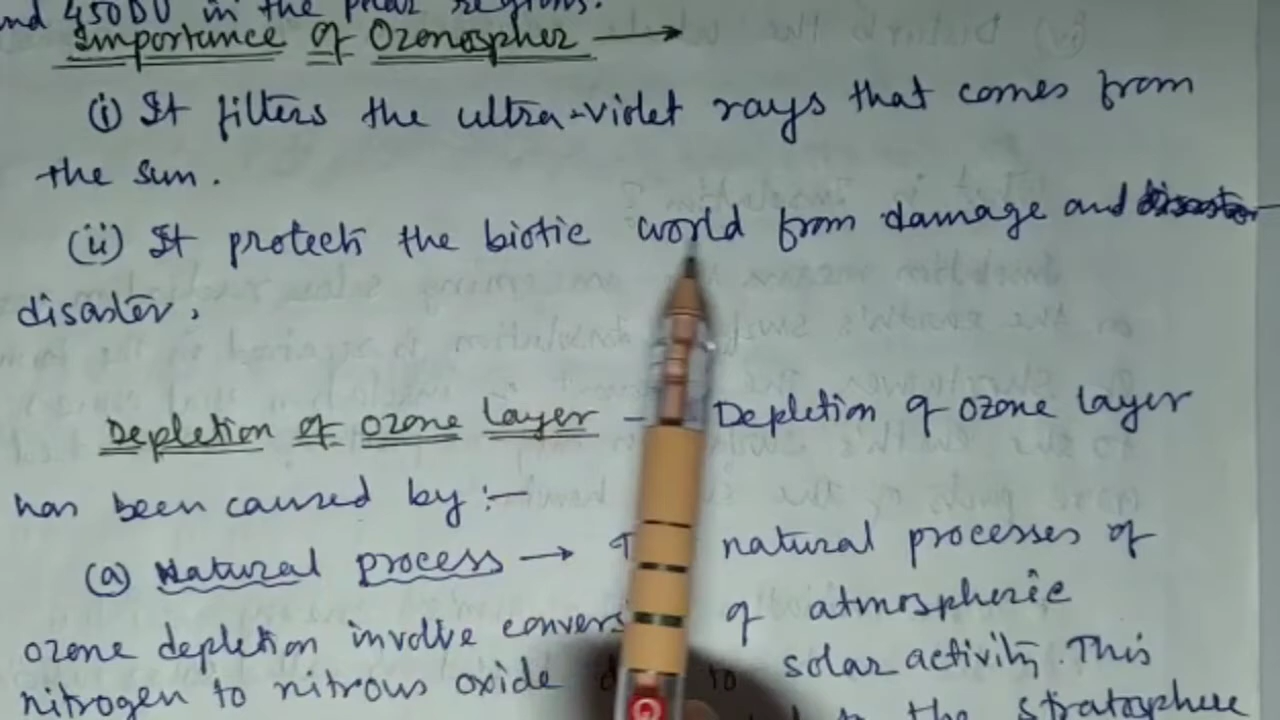 and 450DU in the polar regions.
Importance of Ozonospher →
(i) It filters the ultra-violet rays that comes from
the sun.
(ii) It protects the biotic world from damage and
disaster.
Depletion of Ozone Layer - Depletion of ozone layer
has been caused by :-
(a) Natural process → natural processes of
ozone depletion involve of atmospheric
nitrogen to nitrous oxide to solar activity. This
the stratosphere